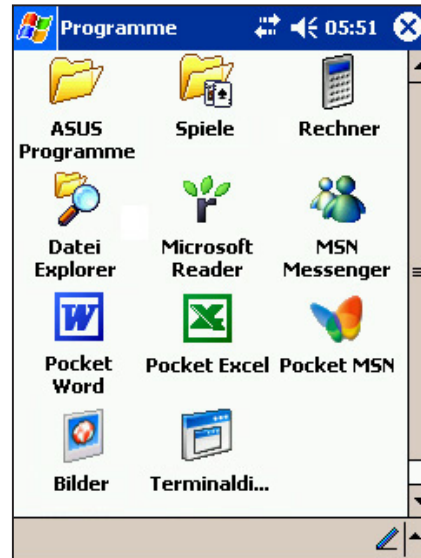 Programme 05:51
ASUS Programme
Spiele
Rechner
Datei Explorer
Microsoft Reader
MSN Messenger
Pocket Word
Pocket Excel
Pocket MSN
Bilder
Terminaldi...